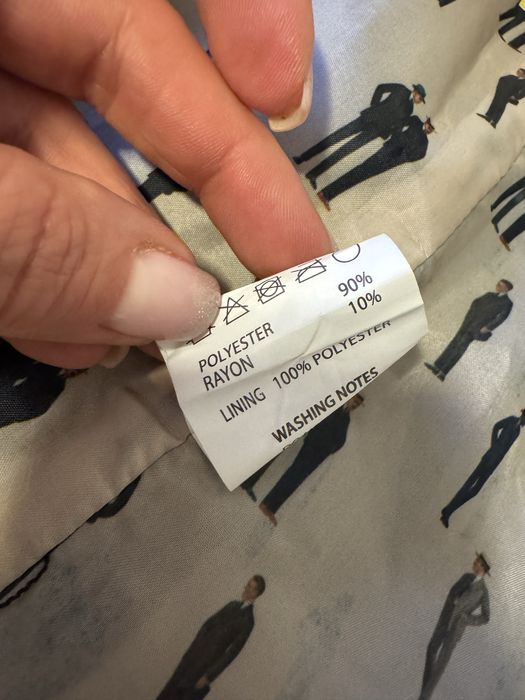 POLYESTER 90%
RAYON 10%
LINING 100% POLYESTER
WASHING NOTES